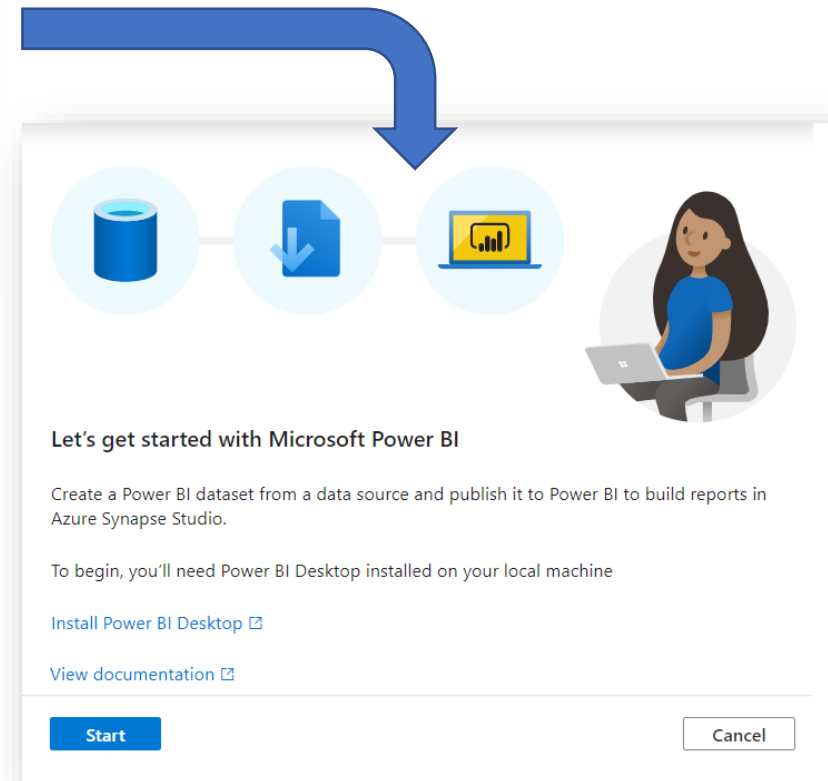 Let's get started with Microsoft Power BI
Create a Power BI dataset from a data source and publish it to Power BI to build reports in
Azure Synapse Studio.
To begin, you'll need Power BI Desktop installed on your local machine
Install Power BI Desktop
View documentation
Start
Cancel